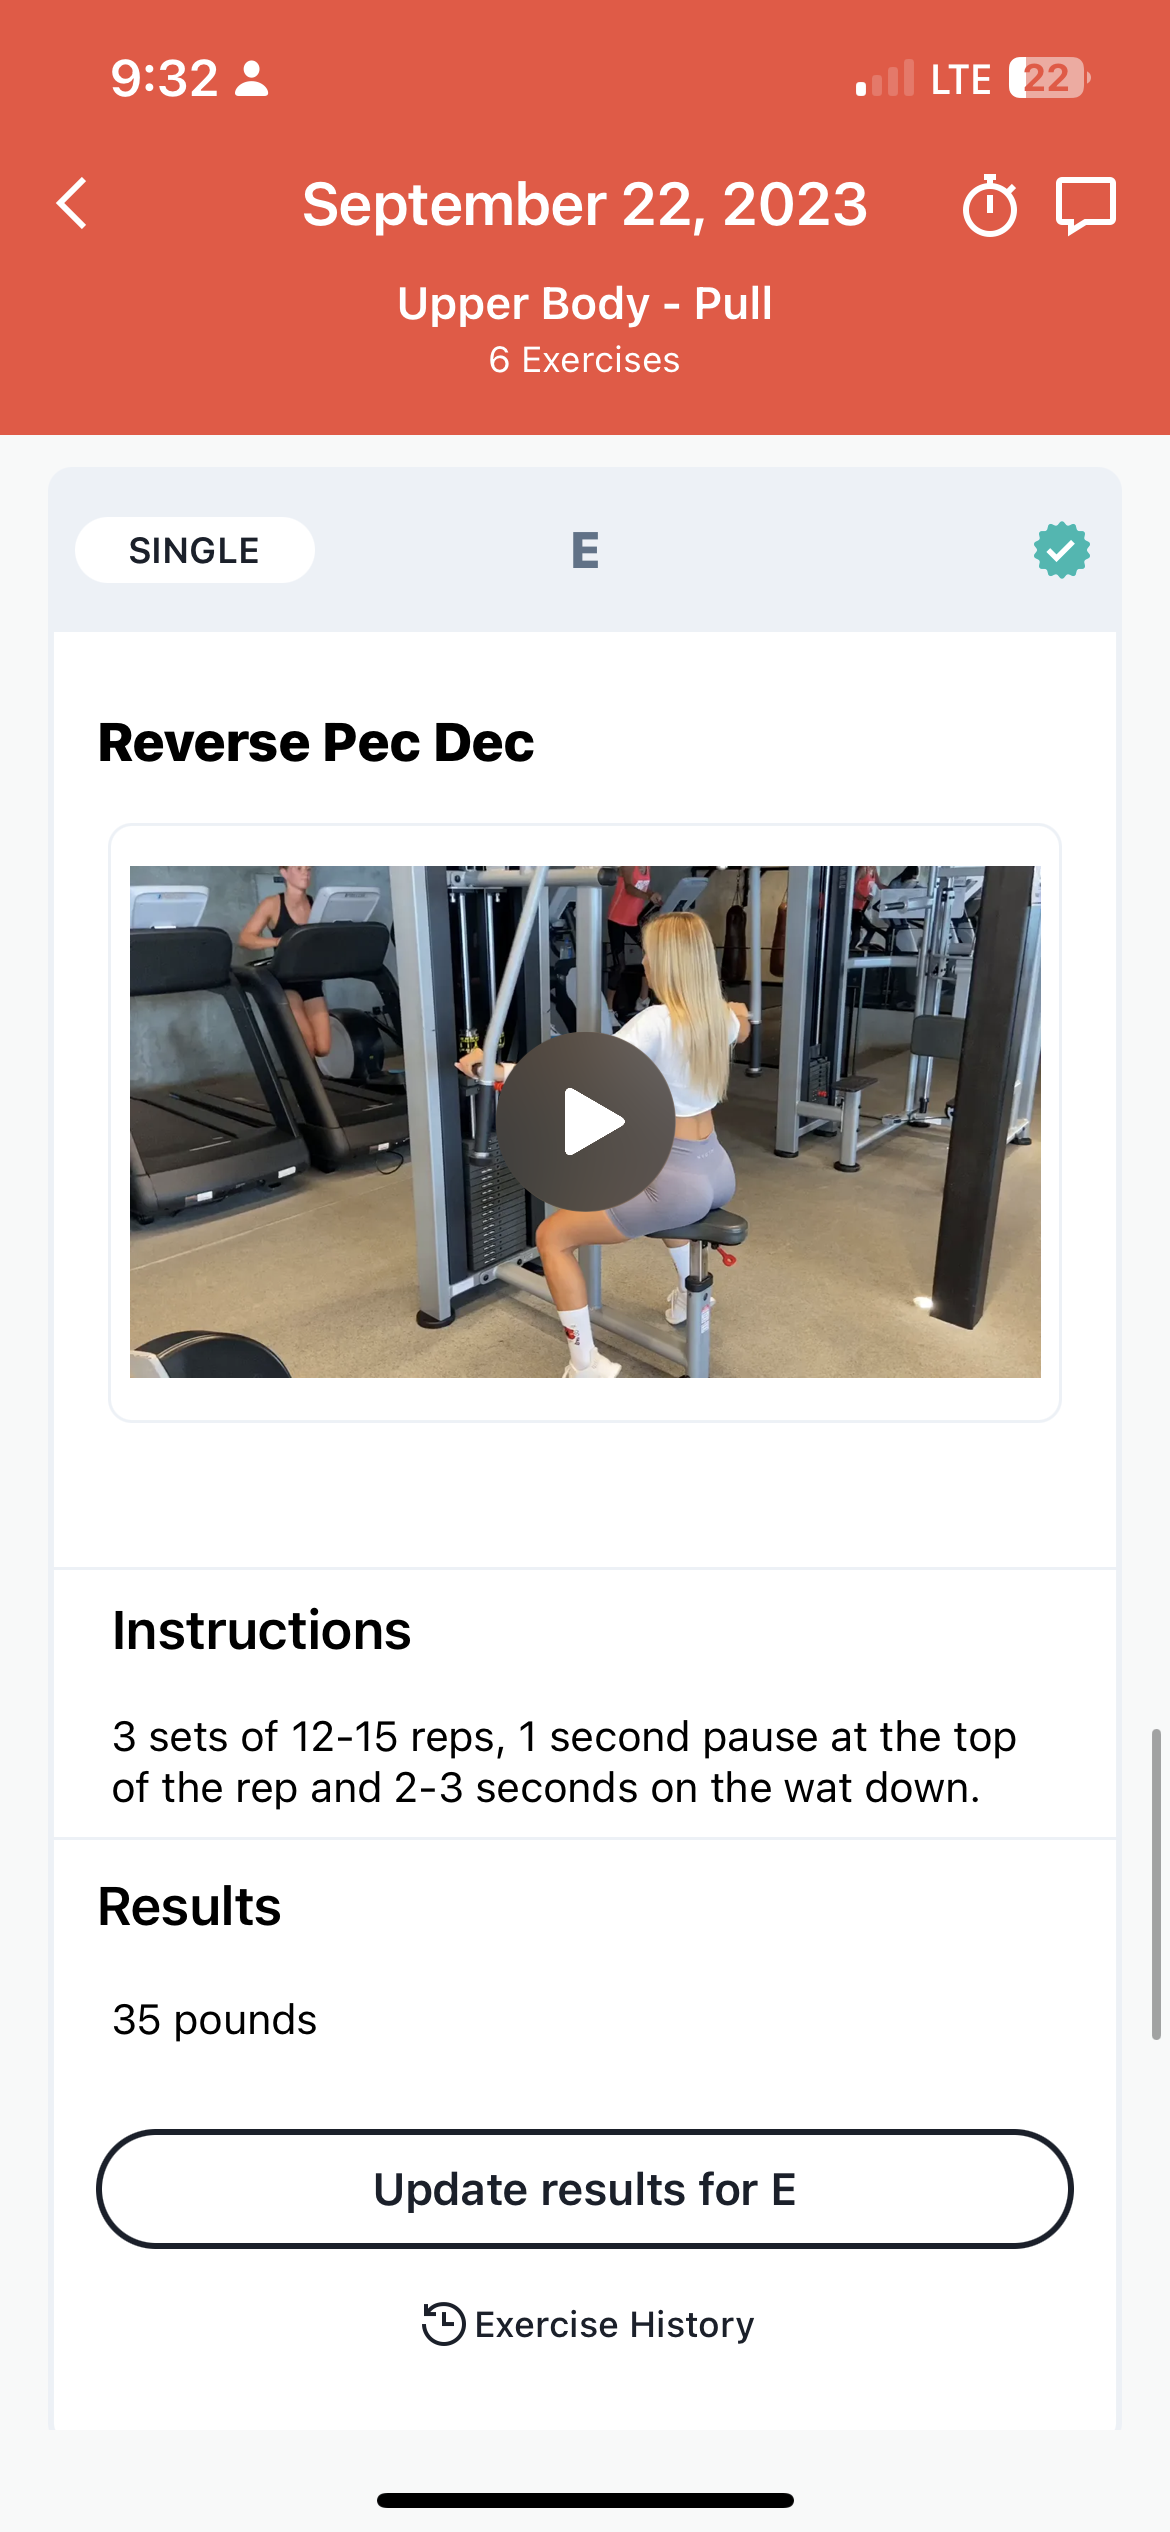 9:32
LTE 22
September 22, 2023
Upper Body - Pull
6 Exercises
SINGLE
E
Reverse Pec Dec
Instructions
3 sets of 12-15 reps, 1 second pause at the top
of the rep and 2-3 seconds on the wat down.
Results
35 pounds
Update results for E
Exercise History